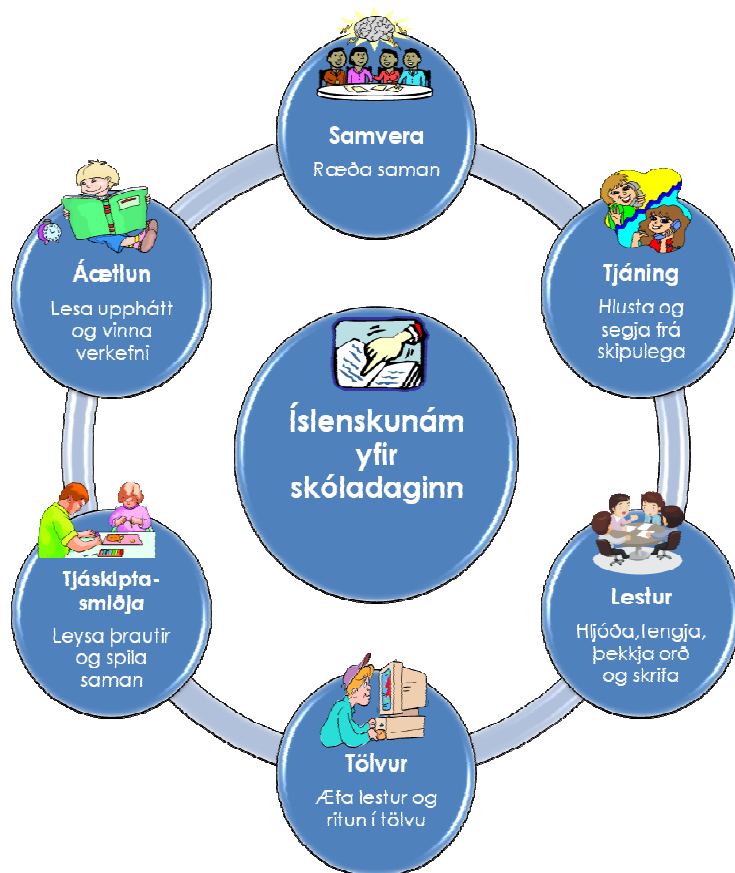 Samvera
Ræða saman
Tjáning
Hlusta og
segja frá
skipulega
Lestur
Hljóða, tengja,
þekkja orð
og skrifa
Tölvur
Æfa lestur og
ritun í tölvu
Tjáskipta-
smiðja
Leysa þrautir
og spila
saman
Áætlun
Lesa upphátt
og vinna
verkefni
Íslenskunám
yfir
skóladaginn